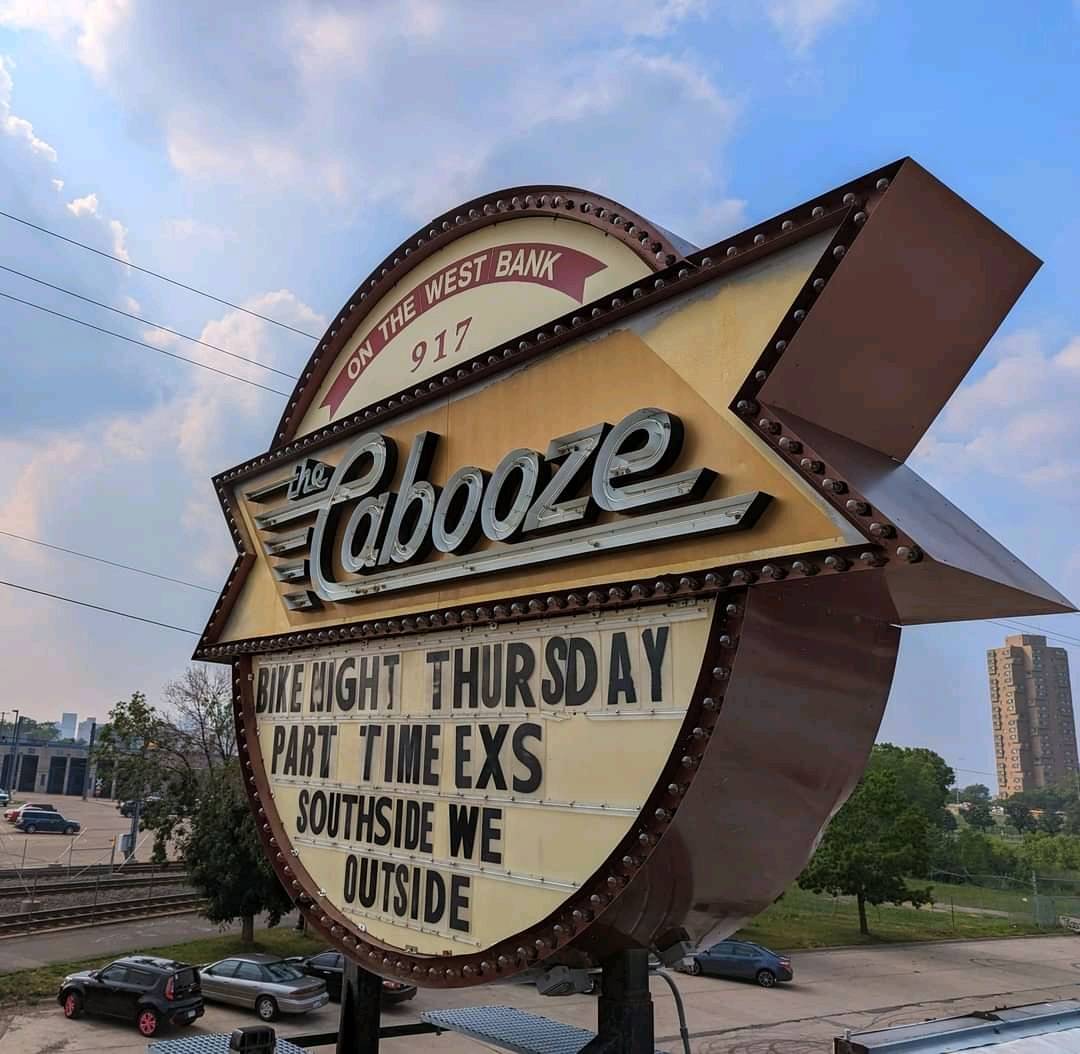 ON THE WEST BANK
917
the
Cabooze
BIKE NIGHT THURSDAY
PART TIME EXS
SOUTHSIDE WE
OUTSIDE